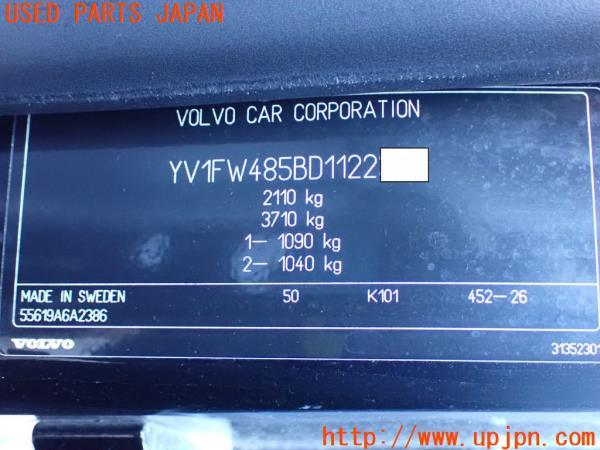 USED PARTS JAPAN
VOLVO CAR CORPORATION
YV1FW485BD1122
2110 kg
3710 kg
1— 1090 kg
2— 1040 kg
MADE IN SWEDEN 50 K101 452—26
55619A6A2386
VOLVO 31352301
http://www.upjpn.com